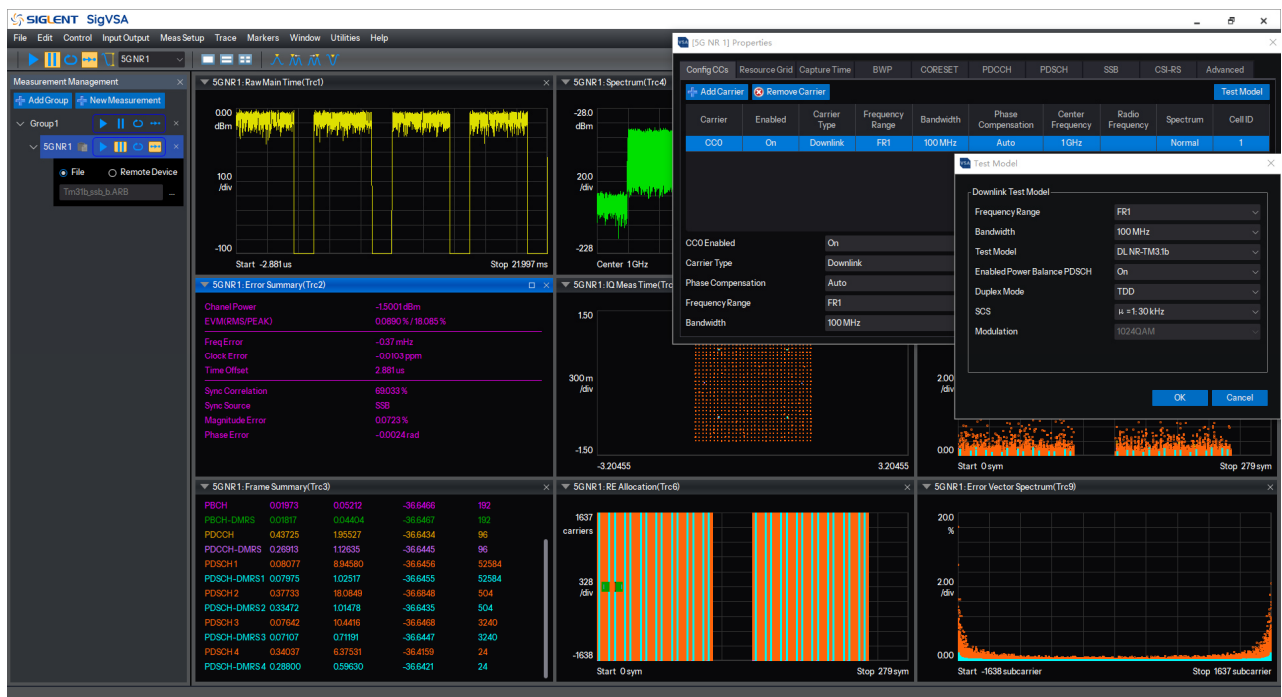 SIGLENT SigVSA
File Edit Control Input Output Meas Setup Trace Markers Window Utilities Help
5G NR 1
Measurement Management
Add Group New Measurement
Group1
5G NR 1
File Remote Device
Tm31b_ssb_b.ARB ...
5G NR 1: Raw Main Time(Trc1)
0.00
dBm
10.0
/div
-100
Start -2.881 us Stop 21.997 ms
5G NR 1: Spectrum(Trc4)
-28.0
dBm
20.0
/div
-228
Center 1 GHz
5G NR 1: Error Summary(Trc2)
Chanel Power -1.5001 dBm
EVM(RMS/PEAK) 0.0890 % / 18.085 %
Freq Error -0.37 mHz
Clock Error -0.0103 ppm
Time Offset 2.881 us
Sync Correlation 69.033 %
Sync Source SSB
Magnitude Error 0.0723 %
Phase Error -0.0024 rad
5G NR 1: IQ Meas Time(Trc
1.50
300 m
/div
-1.50
-3.20455 3.20455
2.00
/div
0.00
Start 0 sym Stop 279 sym
5G NR 1: Frame Summary(Trc3)
PBCH 0.01973 0.05212 -36.6466 192
PBCH-DMRS 0.01817 0.04404 -36.6467 192
PDCCH 0.43725 1.95527 -36.6434 96
PDCCH-DMRS 0.26913 1.12635 -36.6445 96
PDSCH 1 0.08077 8.94580 -36.6456 52584
PDSCH-DMRS1 0.07975 1.02517 -36.6455 52584
PDSCH 2 0.37733 18.0849 -36.6848 504
PDSCH-DMRS 2 0.33472 1.01478 -36.6435 504
PDSCH 3 0.07642 10.4416 -36.6468 3240
PDSCH-DMRS 3 0.07107 0.71191 -36.6447 3240
PDSCH 4 0.34037 6.37531 -36.4159 24
PDSCH-DMRS 4 0.28800 0.59630 -36.6421 24
5G NR 1: RE Allocation(Trc6)
1637
carriers
328
/div
-1638
Start 0 sym Stop 279 sym
5G NR 1: Error Vector Spectrum(Trc9)
20.0
%
2.00
/div
0.00
Start -1638 subcarrier Stop 1637 subcarrier
[5G NR 1] Properties
Config CCs Resource Grid Capture Time BWP CORESET PDCCH PDSCH SSB CSI-RS Advanced
Add Carrier Remove Carrier Test Model
Carrier Enabled Carrier Type Frequency Range Bandwidth Phase Compensation Center Frequency Radio Frequency Spectrum Cell ID
CC0 On Downlink FR1 100 MHz Auto 1 GHz Normal 1
CC0 Enabled On
Carrier Type Downlink
Phase Compensation Auto
Frequency Range FR1
Bandwidth 100 MHz
Test Model
Downlink Test Model
Frequency Range FR1
Bandwidth 100 MHz
Test Model DL NR-TM3.1b
Enabled Power Balance PDSCH On
Duplex Mode TDD
SCS μ =1: 30 kHz
Modulation 1024QAM
OK Cancel